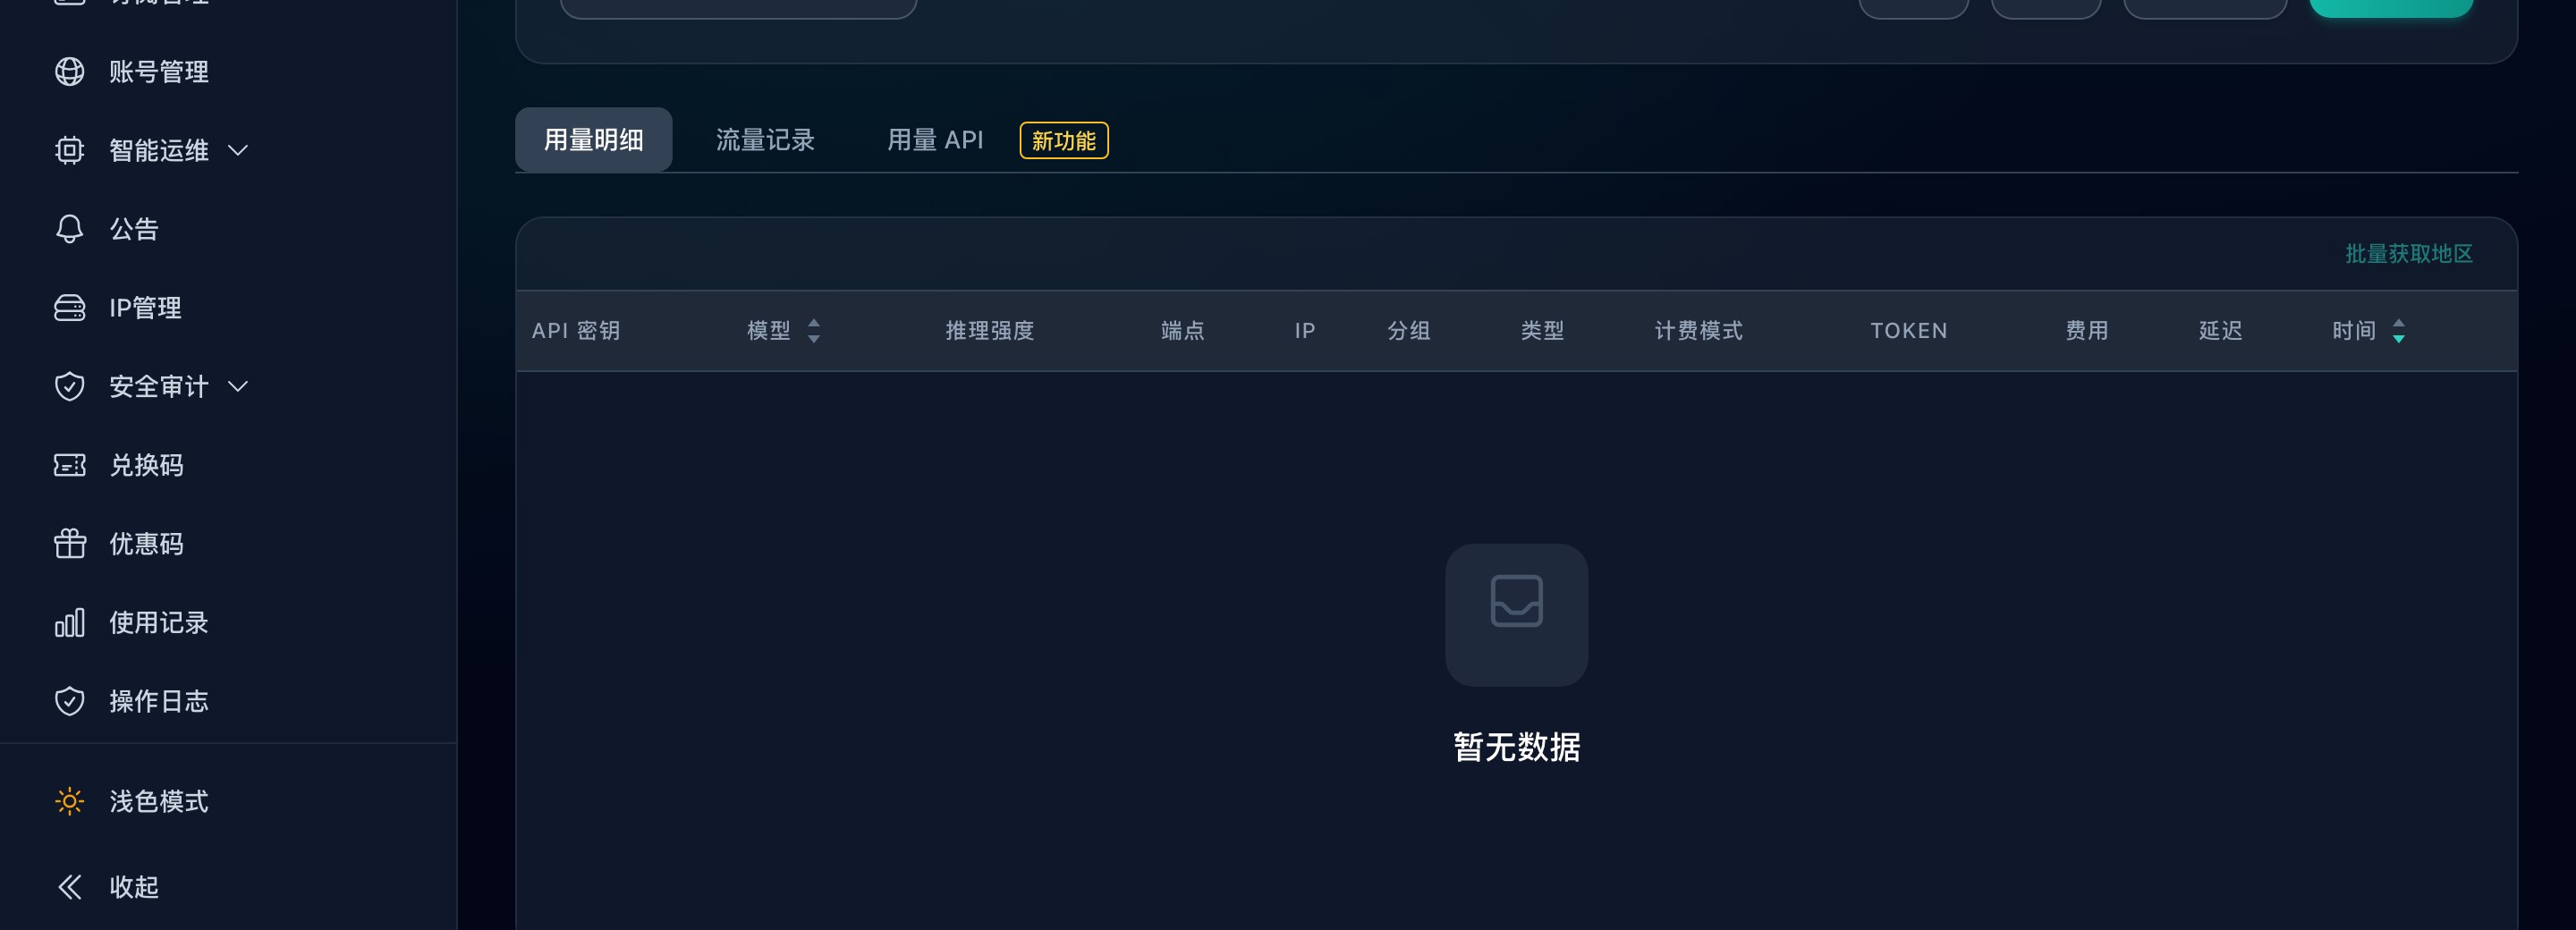 订阅管理
账号管理
智能运维
公告
IP管理
安全审计
兑换码
优惠码
使用记录
操作日志
浅色模式
收起
用量明细 流量记录 用量 API 新功能
批量获取地区
API 密钥 模型 推理强度 端点 IP 分组 类型 计费模式 TOKEN 费用 延迟 时间
暂无数据